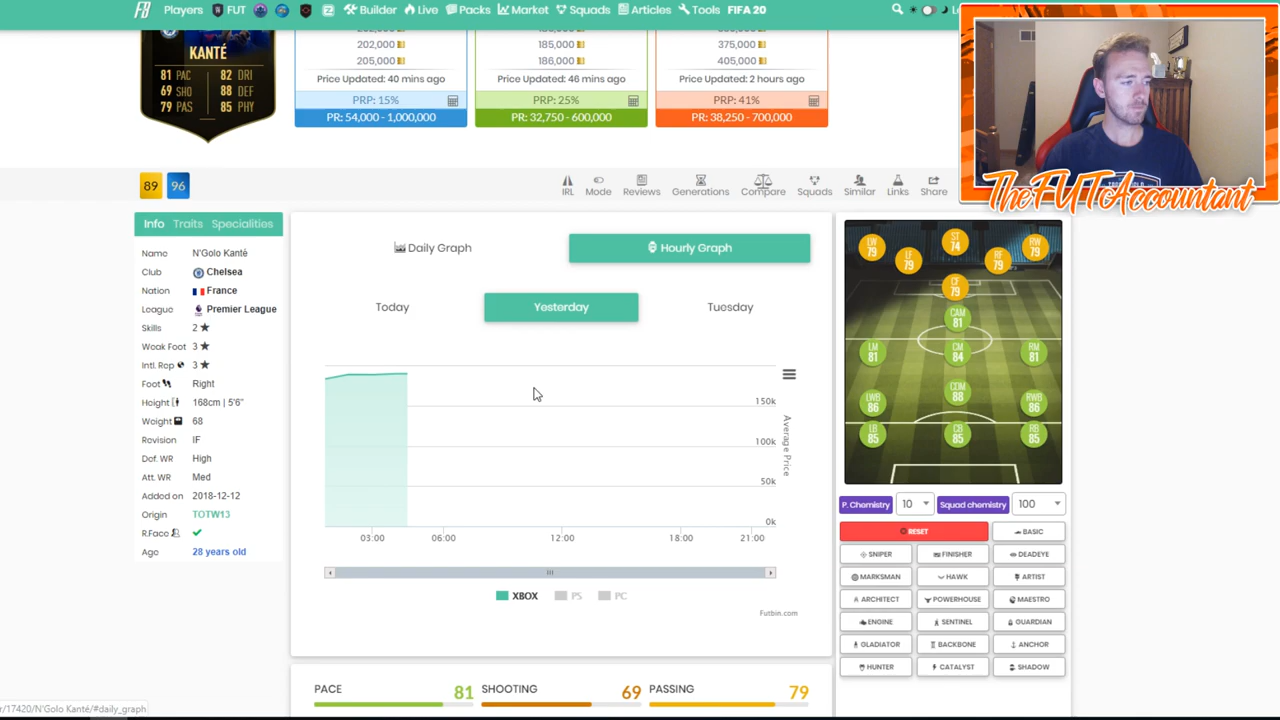 Players FUT Builder Live Packs Market Squads Articles Tools FIFA 20
KANTÉ
81 PAC 82 DRI
69 SHO 88 DEF
79 PAS 85 PHY
202,000 185,000 375,000
205,000 186,000 405,000
Price Updated: 40 mins ago Price Updated: 46 mins ago Price Updated: 2 hours ago
PRP: 15% PRP: 25% PRP: 41%
PR: 54,000 - 1,000,000 PR: 32,750 - 600,000 PR: 38,250 - 700,000
TheFUTAccountant
89 96
IRL Mode Reviews Generations Compare Squads Similar Links Share
Info Traits Specialities
Name N'Golo Kanté
Club Chelsea
Nation France
League Premier League
Skills 2
Weak Foot 3
Intl. Rep 3
Foot Right
Height 168cm | 5'6"
Weight 68
Revision IF
Def. WR High
Att. WR Med
Added on 2018-12-12
Origin TOTW13
R.Face
Age 28 years old
Daily Graph Hourly Graph
Today Yesterday Tuesday
150k
100k
50k
0k
Average Price
03:00 06:00 12:00 18:00 21:00
XBOX PS PC
Futbin.com
PACE 81 SHOOTING 69 PASSING 79
LW 79
ST 74
RW 79
LF 79
RF 79
CF 79
CAM 81
LM 81
CM 84
RM 81
CDM 88
LWB 86
RWB 86
LB 85
CB 85
RB 85
P. Chemistry 10 Squad chemistry 100
RESET BASIC
SNIPER FINISHER DEADEYE
MARKSMAN HAWK ARTIST
ARCHITECT POWERHOUSE MAESTRO
ENGINE SENTINEL GUARDIAN
GLADIATOR BACKBONE ANCHOR
HUNTER CATALYST SHADOW
r/17420/N'Golo Kanté/#daily_graph